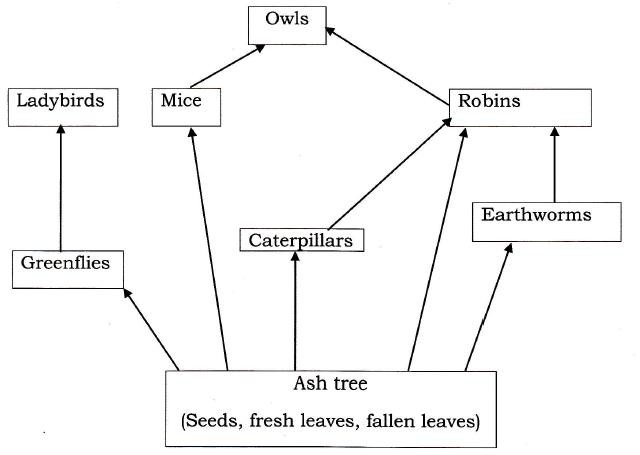 Owls
Ladybirds
Mice
Robins
Earthworms
Caterpillars
Greenflies
Ash tree
(Seeds, fresh leaves, fallen leaves)